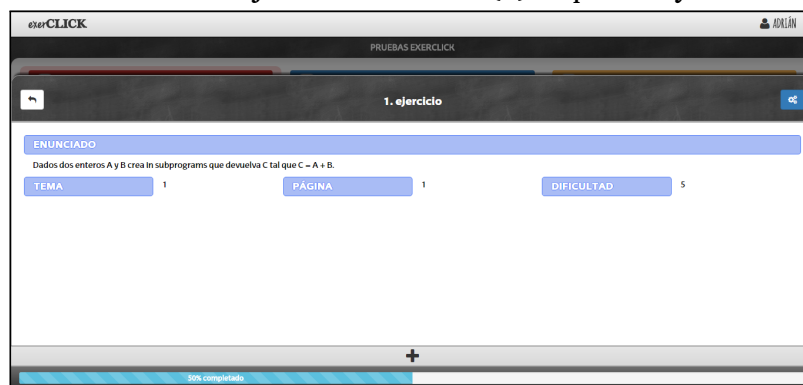 exerCLICK ADRIÁN
PRUEBAS EXERCLICK
1. ejercicio
ENUNCIADO
Dados dos enteros A y B crea In subprograms que devuelva C tal que C = A + B.
TEMA 1 PÁGINA 1 DIFICULTAD 5
50% completado